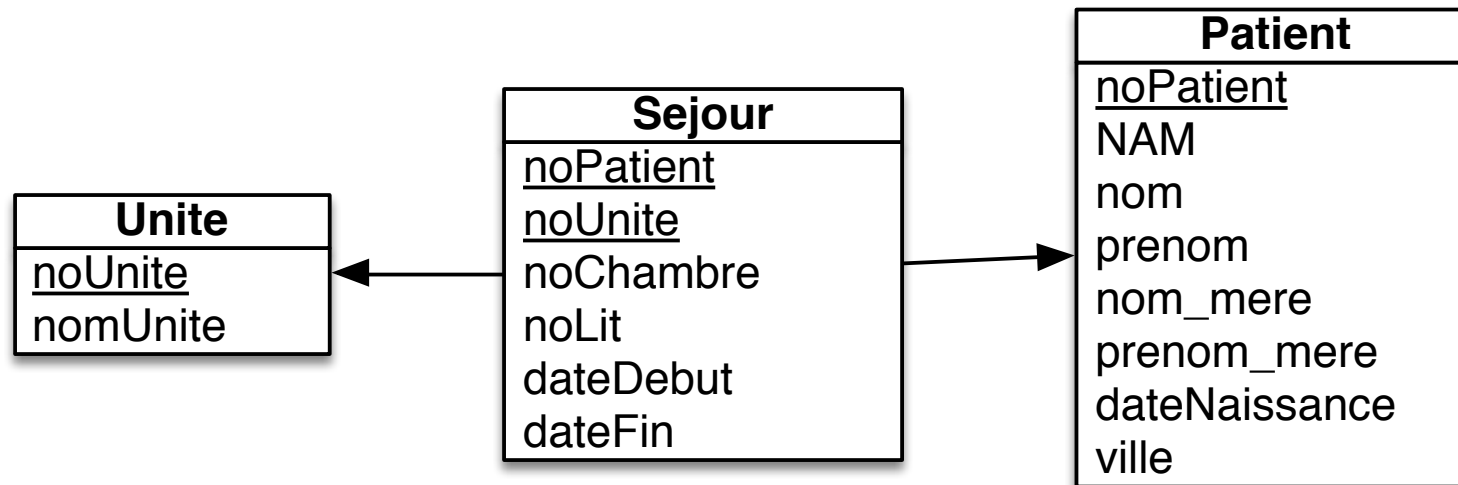 Unite
noUnite
nomUnite
Sejour
noPatient
noUnite
noChambre
noLit
dateDebut
dateFin
Patient
noPatient
NAM
nom
prenom
nom_mere
prenom_mere
dateNaissance
ville